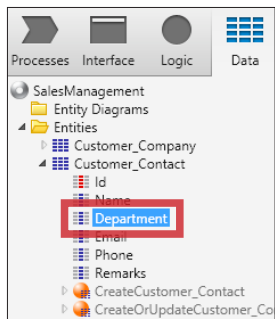 Processes Interface Logic Data
SalesManagement
Entity Diagrams
Entities
Customer_Company
Customer_Contact
Id
Name
Department
Email
Phone
Remarks
CreateCustomer_Contact
CreateOrUpdateCustomer_Co